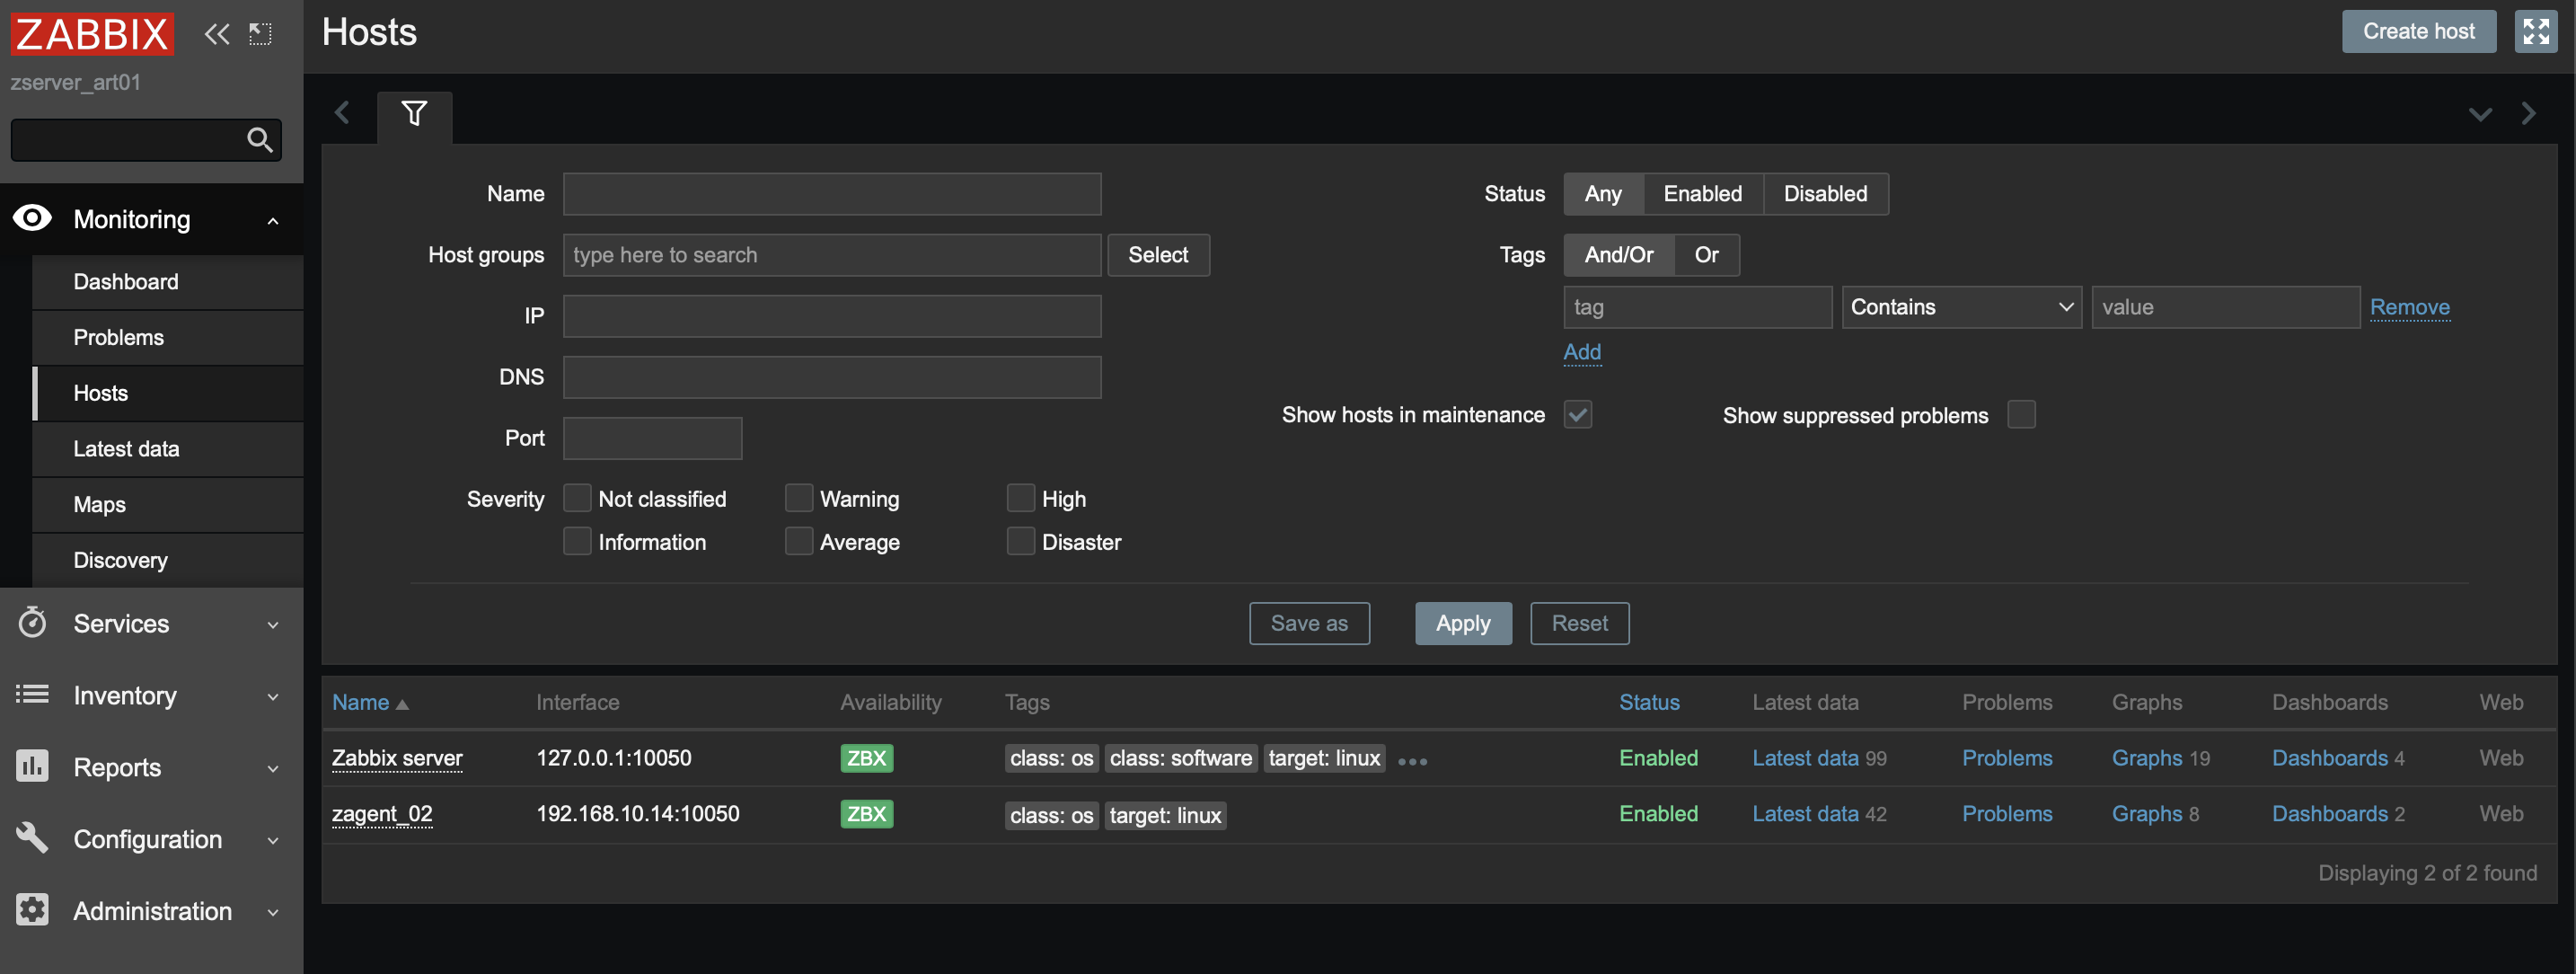 ZABBIX
zserver_art01
Monitoring
Dashboard
Problems
Hosts
Latest data
Maps
Discovery
Services
Inventory
Reports
Configuration
Administration
Hosts
Create host
Name
Host groups type here to search Select
IP
DNS
Port
Severity Not classified Warning High
Information Average Disaster
Status Any Enabled Disabled
Tags And/Or Or
tag Contains value Remove
Add
Show hosts in maintenance Show suppressed problems
Save as Apply Reset
Name Interface Availability Tags Status Latest data Problems Graphs Dashboards Web
Zabbix server 127.0.0.1:10050 ZBX class: os class: software target: linux Enabled Latest data 99 Problems Graphs 19 Dashboards 4 Web
zagent_02 192.168.10.14:10050 ZBX class: os target: linux Enabled Latest data 42 Problems Graphs 8 Dashboards 2 Web
Displaying 2 of 2 found